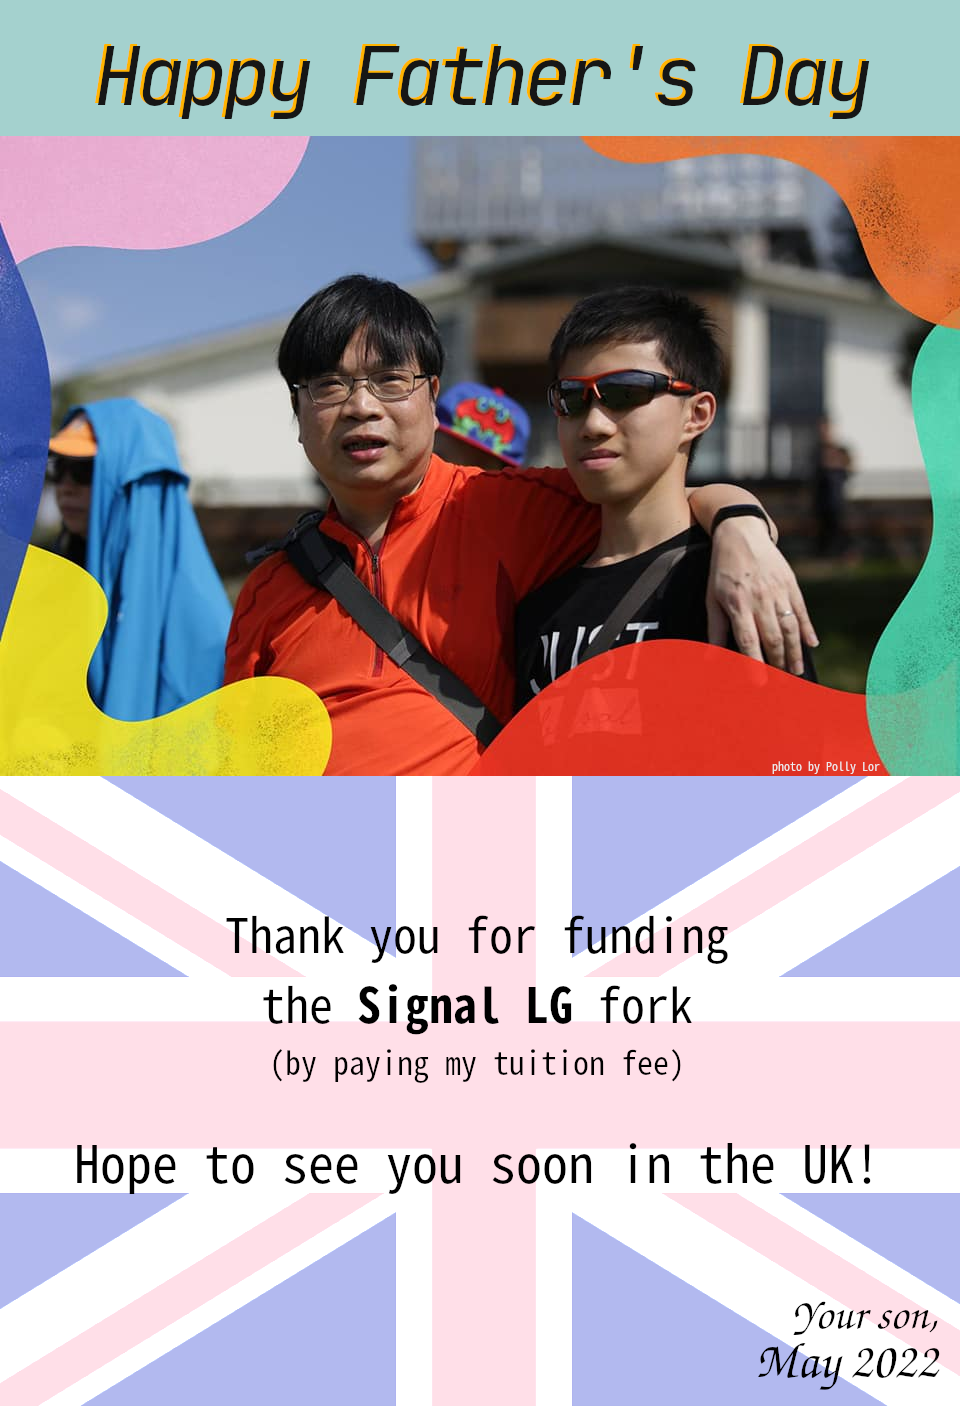 Happy Father's Day
JUST
photo by Polly Lor
Thank you for funding
the Signal LG fork
(by paying my tuition fee)
Hope to see you soon in the UK!
Your son,
May 2022